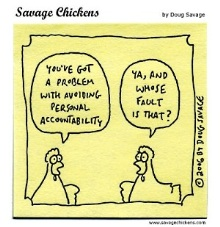 Savage Chickens
by Doug Savage
YOU'VE GOT
A PROBLEM
WITH AVOIDING
PERSONAL
ACCOUNTABILITY
YA, AND
WHOSE
FAULT
IS THAT?
© 2006 BY DOUG SAVAGE
www.savagechickens.com